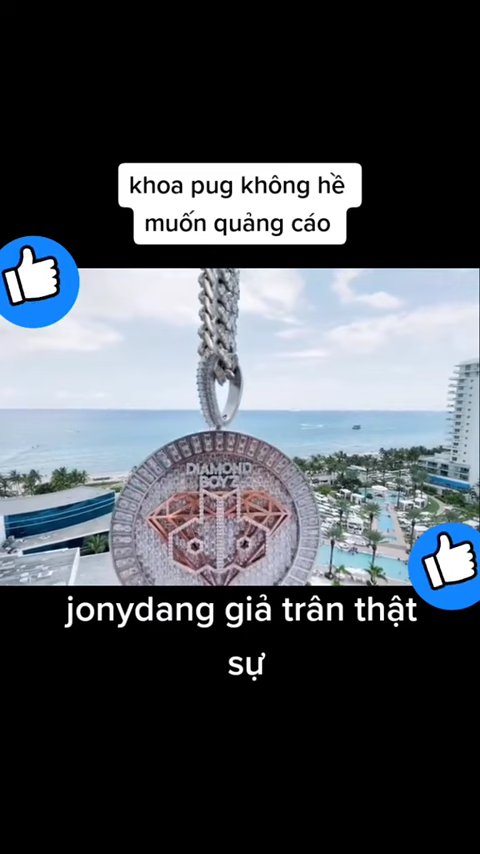 khoa pug không hề
muốn quảng cáo
DIAMOND
BOYZ
jonydang giả trân thật
sự